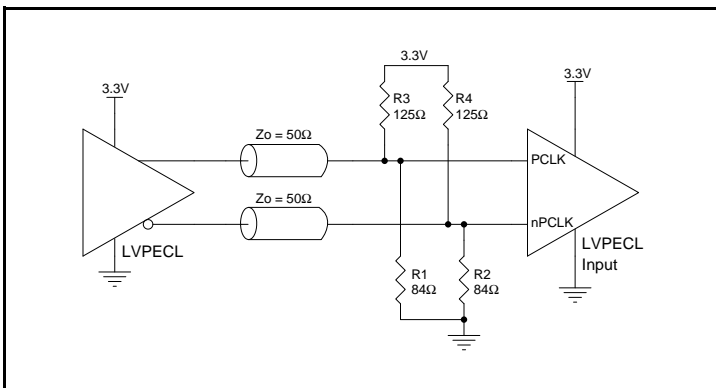 3.3V
3.3V
3.3V
R3
125Ω
R4
125Ω
Zo = 50Ω
PCLK
Zo = 50Ω
nPCLK
LVPECL
LVPECL
Input
R1
84Ω
R2
84Ω